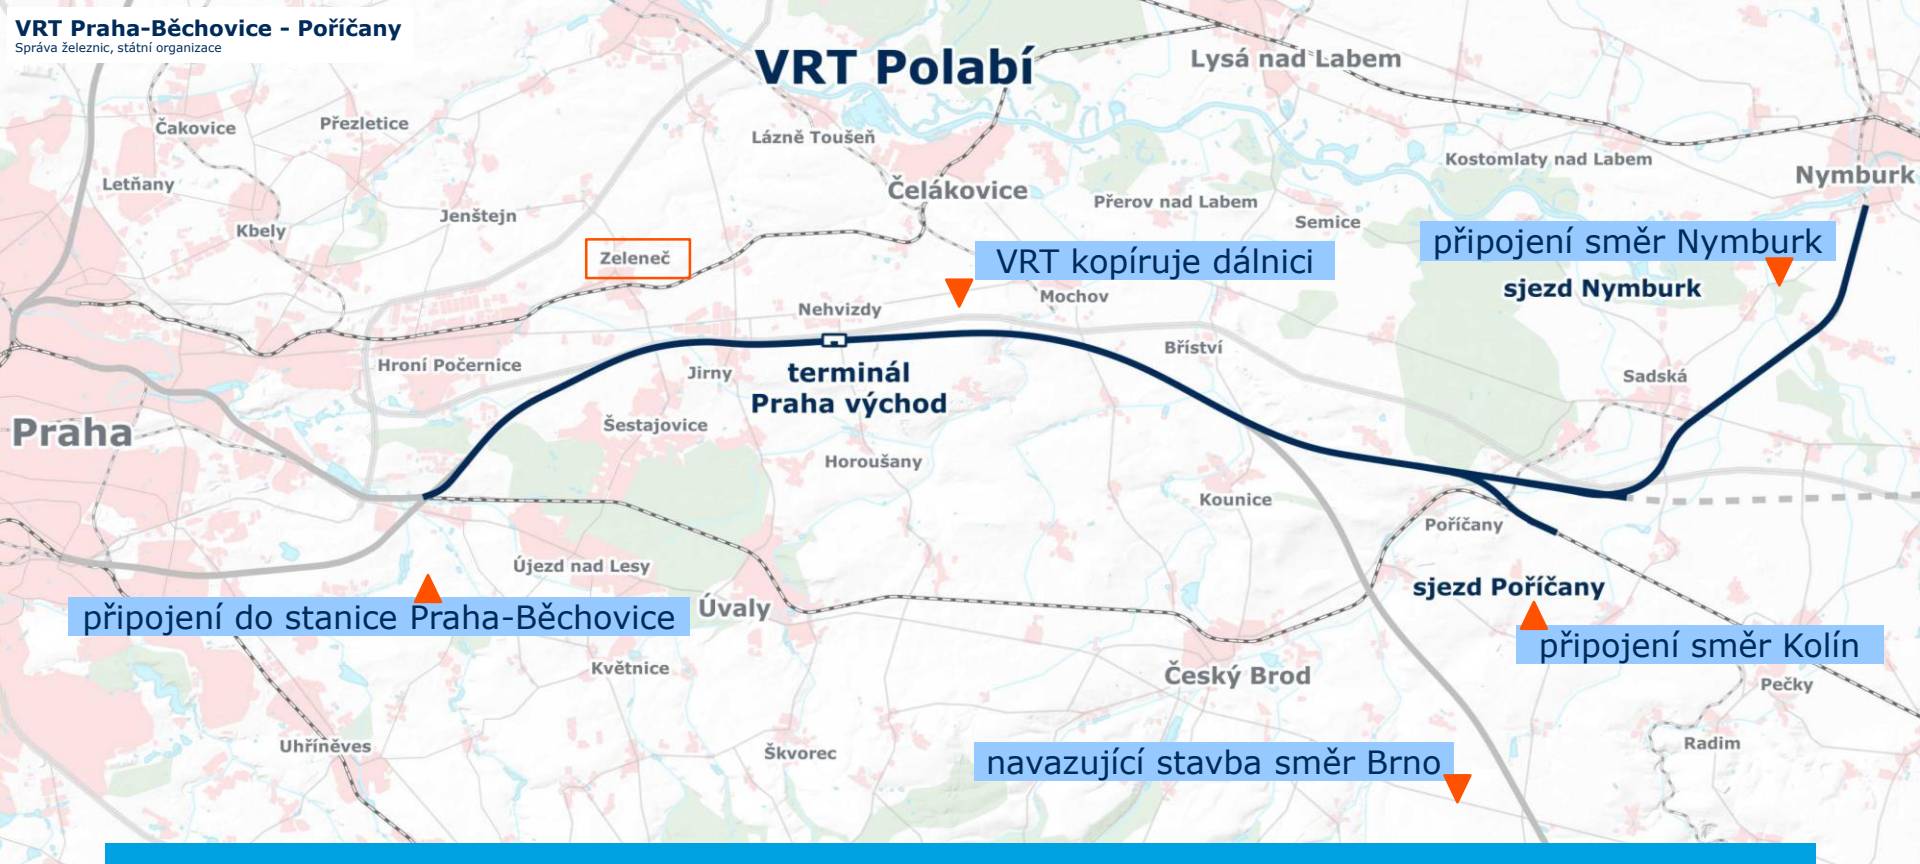 VRT Praha-Běchovice - Poříčany
Správa železnic, státní organizace
VRT Polabí
Lysá nad Labem
Čakovice
Přezletice
Lázně Toušeň
Kostomlaty nad Labem
Letňany
Čelákovice
Nymburk
Jenštejn
Přerov nad Labem
Semice
Kbely
Zeleneč
VRT kopíruje dálnici
připojení směr Nymburk
sjezd Nymburk
Nehvizdy
Mochov
Hroní Počernice
Jirny
terminál
Praha východ
Bříství
Sadská
Praha
Šestajovice
Horoušany
Kounice
Poříčany
Újezd nad Lesy
sjezd Poříčany
připojení do stanice Praha-Běchovice
Úvaly
připojení směr Kolín
Květnice
Český Brod
Pečky
Uhříněves
Škvorec
Radim
navazující stavba směr Brno